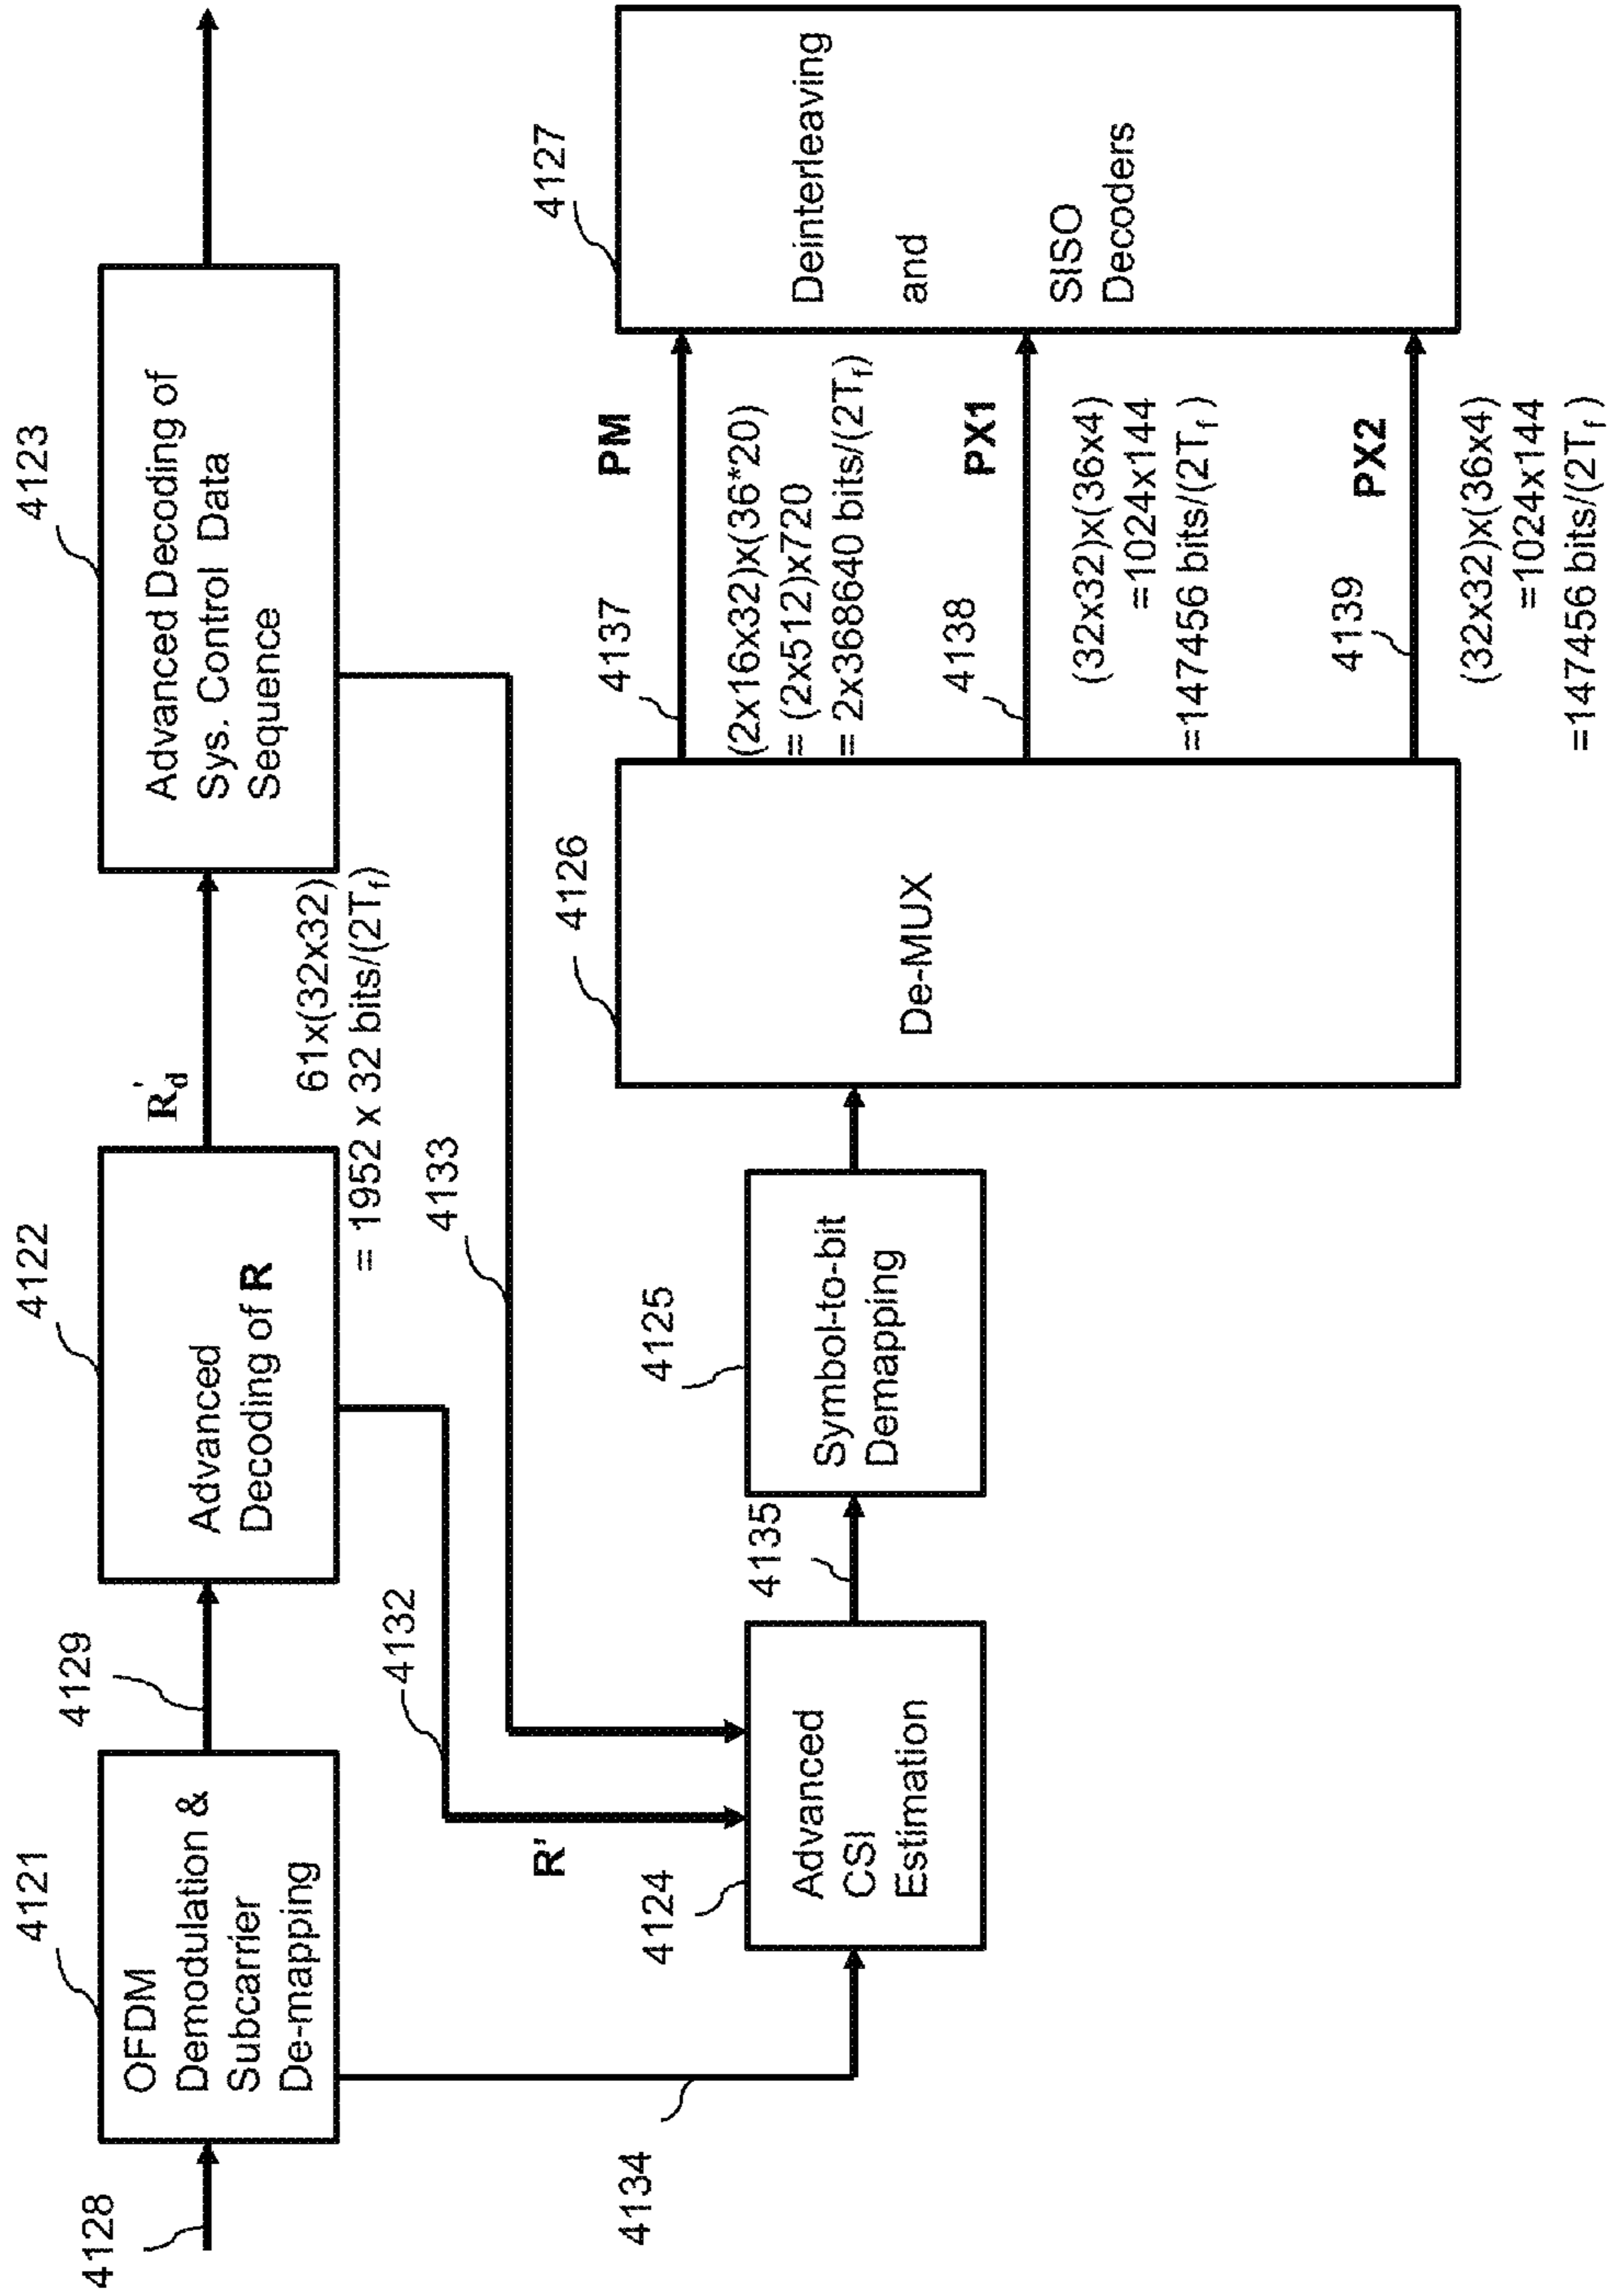 4128
4121
OFDM
Demodulation &
Subcarrier
De-mapping
4129
4122
Advanced
Decoding of R
R'd
61x(32x32)
= 1952 x 32 bits/(2Tf)
4123
Advanced Decoding of
Sys. Control Data
Sequence
4132
R'
4133
4134
4124
Advanced
CSI
Estimation
4135
4125
Symbol-to-bit
Demapping
4126
De-MUX
4137
PM
(2x16x32)x(36*20)
= (2x512)x720
= 2x368640 bits/(2Tf)
4138
PX1
(32x32)x(36x4)
=1024x144
=147456 bits/(2Tf )
4139
PX2
(32x32)x(36x4)
=1024x144
=147456 bits/(2Tf )
4127
Deinterleaving
and
SISO
Decoders